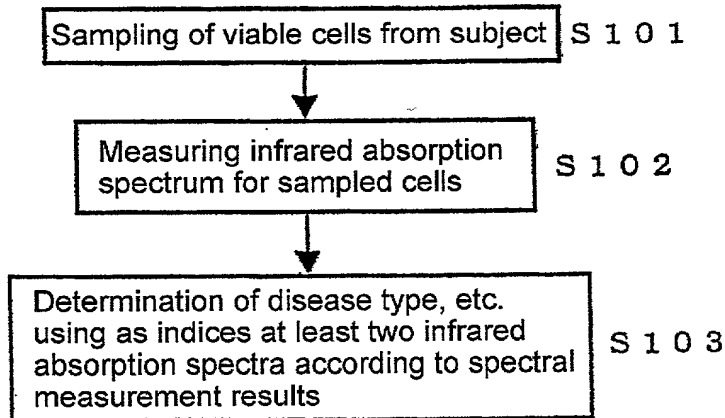 Sampling of viable cells from subject S 1 0 1
Measuring infrared absorption
spectrum for sampled cells
S 1 0 2
Determination of disease type, etc.
using as indices at least two infrared
absorption spectra according to spectral
measurement results
S 1 0 3